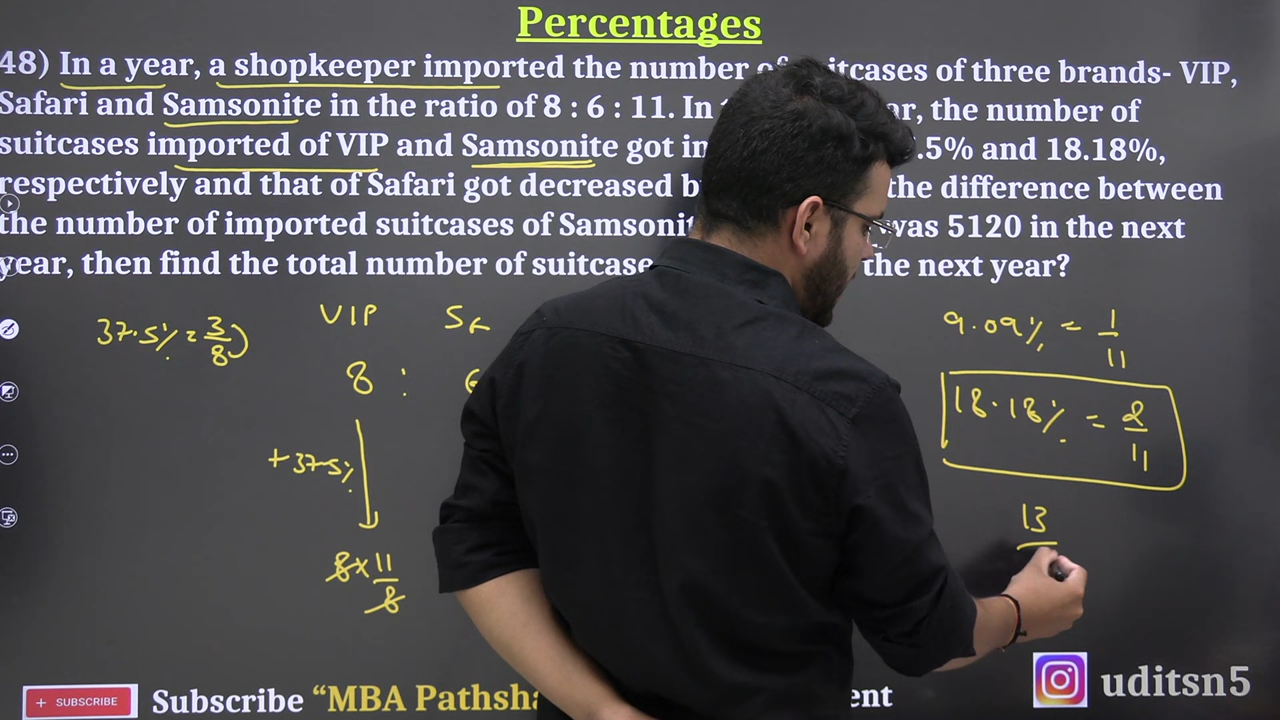 Percentages
48) In a year, a shopkeeper imported the number of suitcases of three brands- VIP,
Safari and Samsonite in the ratio of 8 : 6 : 11. In ar, the number of
suitcases imported of VIP and Samsonite got in .5% and 18.18%,
respectively and that of Safari got decreased b the difference between
the number of imported suitcases of Samsonit was 5120 in the next
year, then find the total number of suitcase the next year?
37.5% = 3/8)
VIP
8 :
+37.5%
8 × 11/8
9.09% = 1/11
18.18% = 2/11
13
+ SUBSCRIBE
Subscribe “MBA Pathsha ent
uditsn5